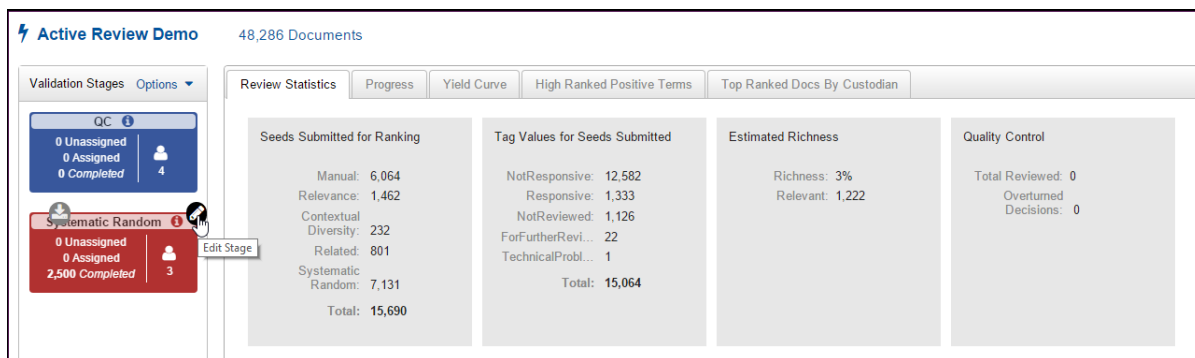 Active Review Demo 48,286 Documents
Validation Stages Options
Review Statistics Progress Yield Curve High Ranked Positive Terms Top Ranked Docs By Custodian
QC
0 Unassigned
0 Assigned
0 Completed
4
Systematic Random
0 Unassigned
0 Assigned
2,500 Completed
3
Edit Stage
Seeds Submitted for Ranking
Manual: 6,064
Relevance: 1,462
Contextual
Diversity: 232
Related: 801
Systematic
Random: 7,131
Total: 15,690
Tag Values for Seeds Submitted
NotResponsive: 12,582
Responsive: 1,333
NotReviewed: 1,126
ForFurtherRevi... 22
TechnicalProbl... 1
Total: 15,064
Estimated Richness
Richness: 3%
Relevant: 1,222
Quality Control
Total Reviewed: 0
Overturned
Decisions: 0